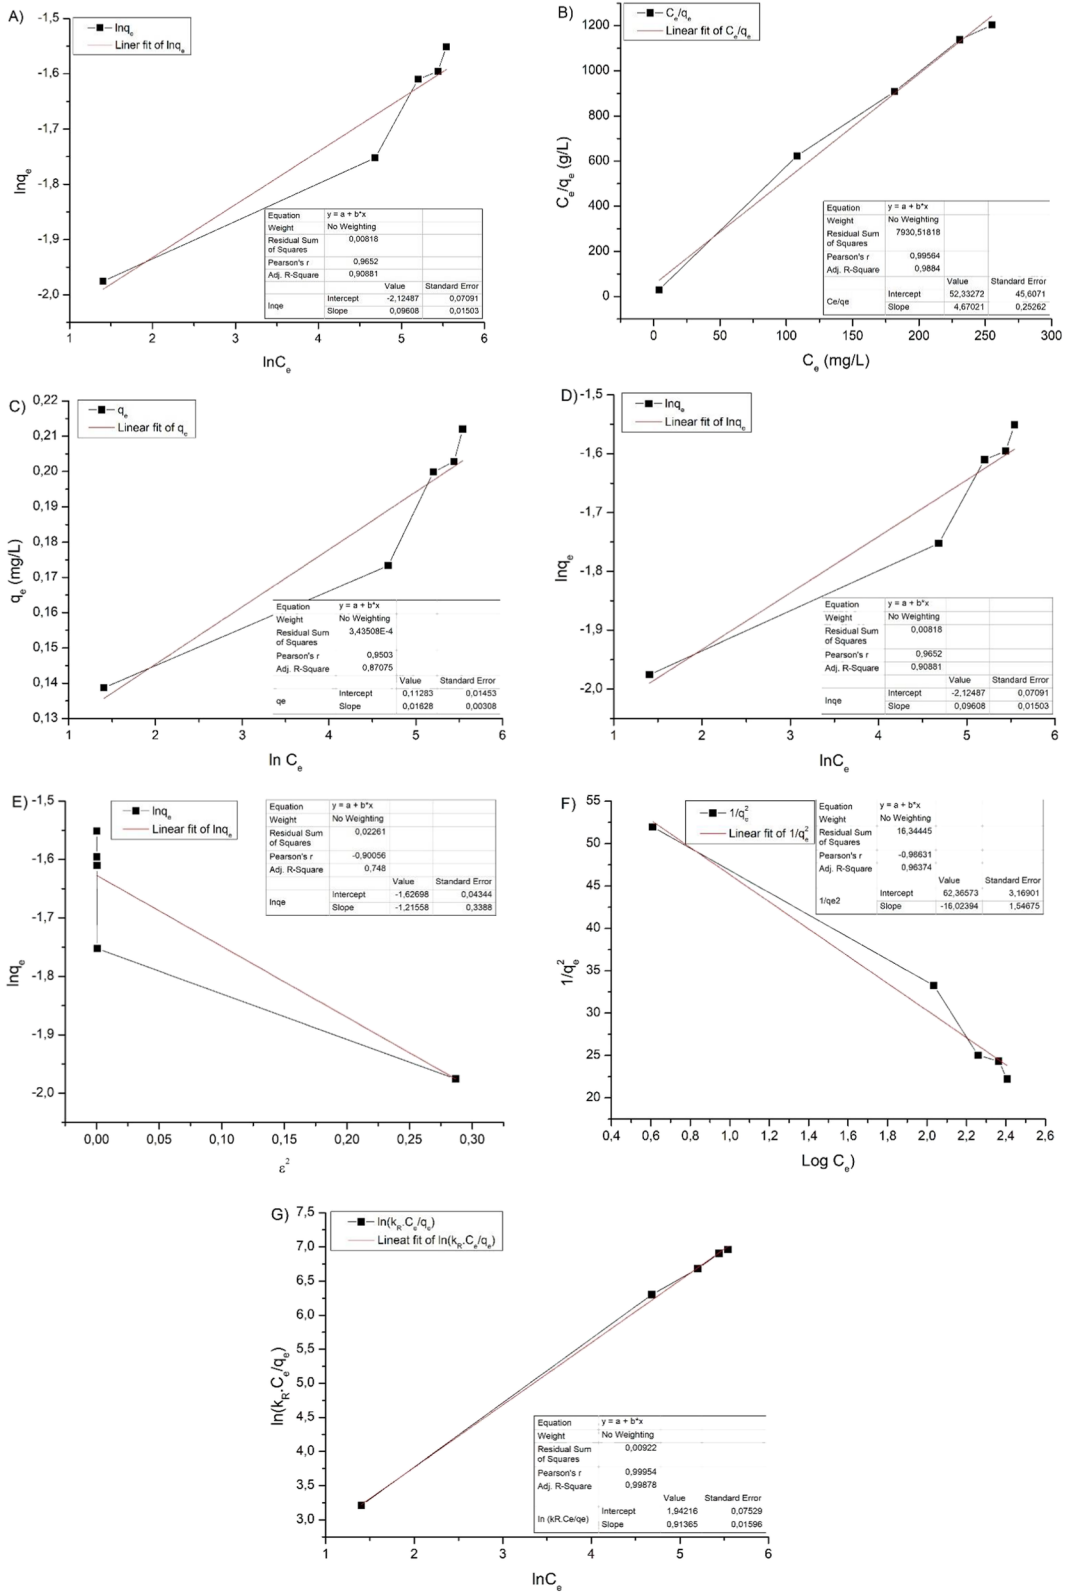 A)
-1,5
-1,6
-1,7
-1,8
-1,9
-2,0
lnqe
lnqe
Liner fit of lnqe
Equation y = a + b*x
Weight No Weighting
Residual Sum of Squares 0,00818
Pearson's r 0,9652
Adj. R-Square 0,90881
Value Standard Error
lnqe Intercept -2,12487 0,07091
Slope 0,09608 0,01503
1 2 3 4 5 6
lnCe
B)
1200
1000
800
600
400
200
0
Ce/qe (g/L)
Ce/qe
Linear fit of Ce/qe
Equation y = a + b*x
Weight No Weighting
Residual Sum of Squares 7930,51818
Pearson's r 0,99564
Adj. R-Square 0,9884
Value Standard Error
Ce/qe Intercept 52,33272 45,6071
Slope 4,67021 0,25262
0 50 100 150 200 250 300
Ce (mg/L)
C)
0,22
0,21
0,20
0,19
0,18
0,17
0,16
0,15
0,14
0,13
qe (mg/L)
qe
Linear fit of qe
Equation y = a + b*x
Weight No Weighting
Residual Sum of Squares 3,43508E-4
Pearson's r 0,9503
Adj. R-Square 0,87075
Value Standard Error
qe Intercept 0,11283 0,01453
Slope 0,01628 0,00308
1 2 3 4 5 6
ln Ce
D)
-1,5
-1,6
-1,7
-1,8
-1,9
-2,0
lnqe
lnqe
Linear fit of lnqe
Equation y = a + b*x
Weight No Weighting
Residual Sum of Squares 0,00818
Pearson's r 0,9652
Adj. R-Square 0,90881
Value Standard Error
lnqe Intercept -2,12487 0,07091
Slope 0,09608 0,01503
1 2 3 4 5 6
lnCe
E)
-1,5
-1,6
-1,7
-1,8
-1,9
-2,0
lnqe
lnqe
Linear fit of lnqe
Equation y = a + b*x
Weight No Weighting
Residual Sum of Squares 0,02261
Pearson's r -0,90056
Adj. R-Square 0,748
Value Standard Error
lnqe Intercept -1,62698 0,04344
Slope -1,21558 0,3388
0,00 0,05 0,10 0,15 0,20 0,25 0,30
ε²
F)
55
50
45
40
35
30
25
20
1/qe²
1/qe²
Linear fit of 1/qe²
Equation y = a + b*x
Weight No Weighting
Residual Sum of Squares 16,34445
Pearson's r -0,98631
Adj. R-Square 0,96374
Value Standard Error
1/qe2 Intercept 62,36573 3,16901
Slope -16,02394 1,54675
0,4 0,6 0,8 1,0 1,2 1,4 1,6 1,8 2,0 2,2 2,4 2,6
Log Ce)
G)
7,5
7,0
6,5
6,0
5,5
5,0
4,5
4,0
3,5
3,0
ln(kR.Ce/qe)
ln(kR.Ce/qe)
Lineat fit of ln(kR.Ce/qe)
Equation y = a + b*x
Weight No Weighting
Residual Sum of Squares 0,00922
Pearson's r 0,99954
Adj. R-Square 0,99878
Value Standard Error
ln (kR.Ce/qe) Intercept 1,94216 0,07529
Slope 0,91365 0,01596
1 2 3 4 5 6
lnCe